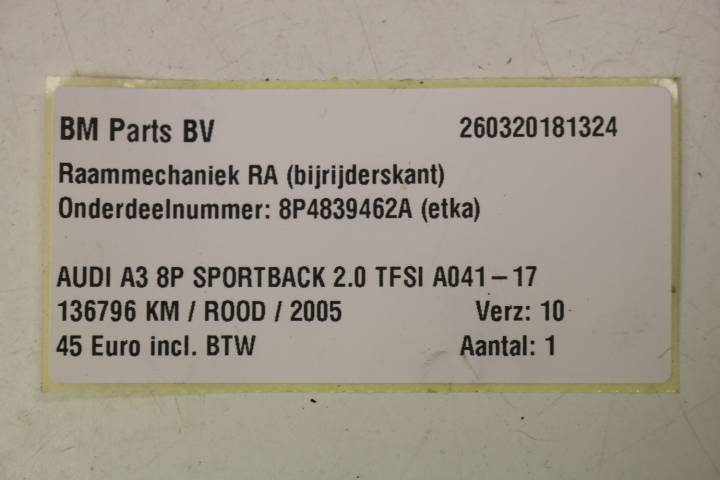 BM Parts BV 260320181324
Raammechaniek RA (bijrijderskant)
Onderdeelnummer: 8P4839462A (etka)
AUDI A3 8P SPORTBACK 2.0 TFSI A041-17
136796 KM / ROOD / 2005 Verz: 10
45 Euro incl. BTW Aantal: 1